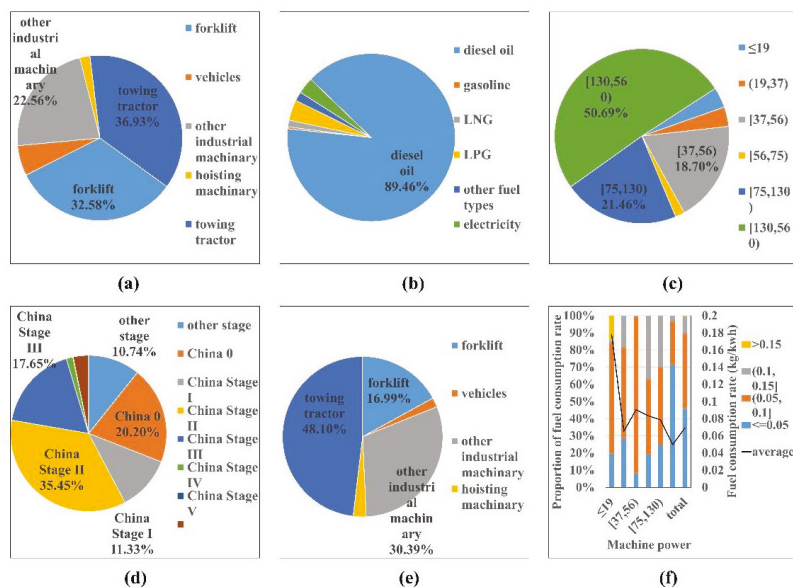 other
industri
al
machin
ary
22.56%
towing
tractor
36.93%
forklift
32.58%
forklift
vehicles
other
industrial
machinary
hoisting
machinary
towing
tractor
(a)
diesel
oil
89.46%
diesel oil
gasoline
LNG
LPG
other fuel
types
electricity
(b)
[130,56
0)
50.69%
[37,56)
18.70%
[75,130)
21.46%
≤19
(19,37)
[37,56)
[56,75)
[75,130
)
[130,56
0)
(c)
China
Stage
III
17.65%
other
stage
10.74%
China 0
20.20%
China
Stage II
35.45%
China
Stage I
11.33%
other stage
China 0
China Stage
I
China Stage
II
China Stage
III
China Stage
IV
China Stage
V
(d)
towing
tractor
48.10%
forklift
16.99%
other
industri
al
machin
ary
30.39%
forklift
vehicles
other
industrial
machinary
hoisting
machinary
(e)
Proportion of fuel consumption rate
100%
90%
80%
70%
60%
50%
40%
30%
20%
10%
0%
0.2
0.18
0.16
0.14
0.12
0.1
0.08
0.06
0.04
0.02
0
Fuel consumption rate (kg/kwh)
≤19
[37,56)
[75,130)
total
Machine power
>0.15
(0.1,
0.15]
(0.05,
0.1]
<=0.05
average
(f)